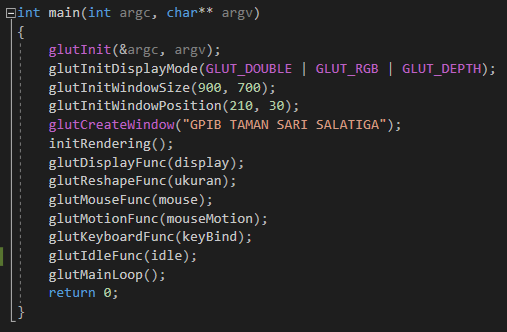 int main(int argc, char** argv)
{
glutInit(&argc, argv);
glutInitDisplayMode(GLUT_DOUBLE | GLUT_RGB | GLUT_DEPTH);
glutInitWindowSize(900, 700);
glutInitWindowPosition(210, 30);
glutCreateWindow("GPIB TAMAN SARI SALATIGA");
initRendering();
glutDisplayFunc(display);
glutReshapeFunc(ukuran);
glutMouseFunc(mouse);
glutMotionFunc(mouseMotion);
glutKeyboardFunc(keyBind);
glutIdleFunc(idle);
glutMainLoop();
return 0;
}